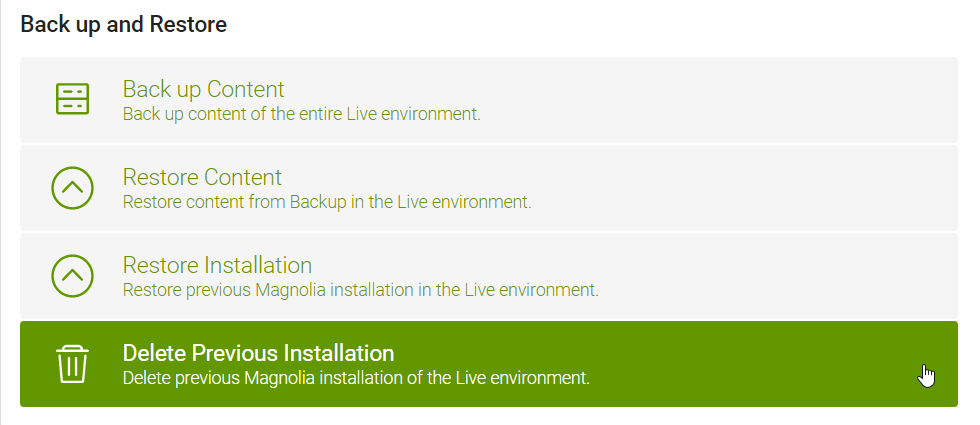 Back up and Restore
Back up Content
Back up content of the entire Live environment.
Restore Content
Restore content from Backup in the Live environment.
Restore Installation
Restore previous Magnolia installation in the Live environment.
Delete Previous Installation
Delete previous Magnolia installation of the Live environment.